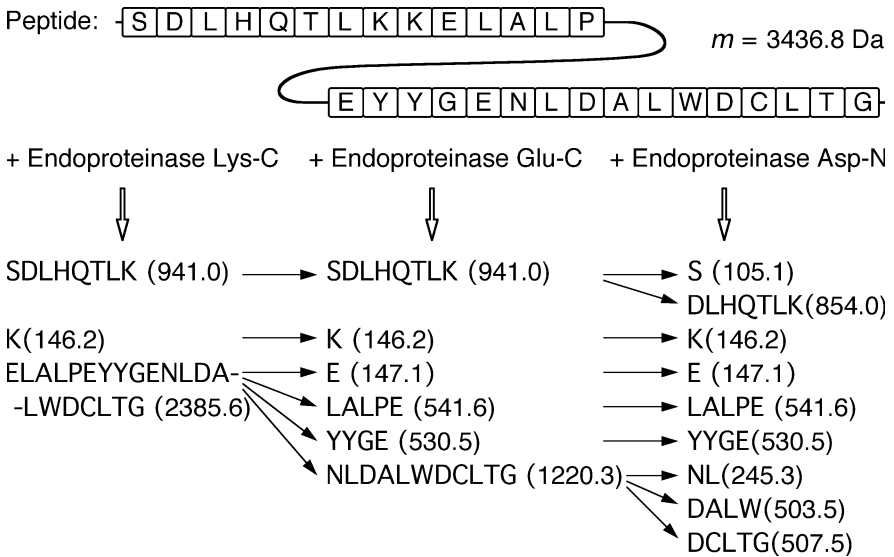 Peptide: S D L H Q T L K K E L A L P
m = 3436.8 Da
E Y Y G E N L D A L W D C L T G
+ Endoproteinase Lys-C + Endoproteinase Glu-C + Endoproteinase Asp-N
SDLHQTLK (941.0) SDLHQTLK (941.0) S (105.1)
DLHQTLK(854.0)
K(146.2) K (146.2) K(146.2)
ELALPEYYGENLDA- E (147.1) E (147.1)
-LWDCLTG (2385.6) LALPE (541.6) LALPE (541.6)
YYGE (530.5) YYGE(530.5)
NLDALWDCLTG (1220.3) NL(245.3)
DALW(503.5)
DCLTG(507.5)